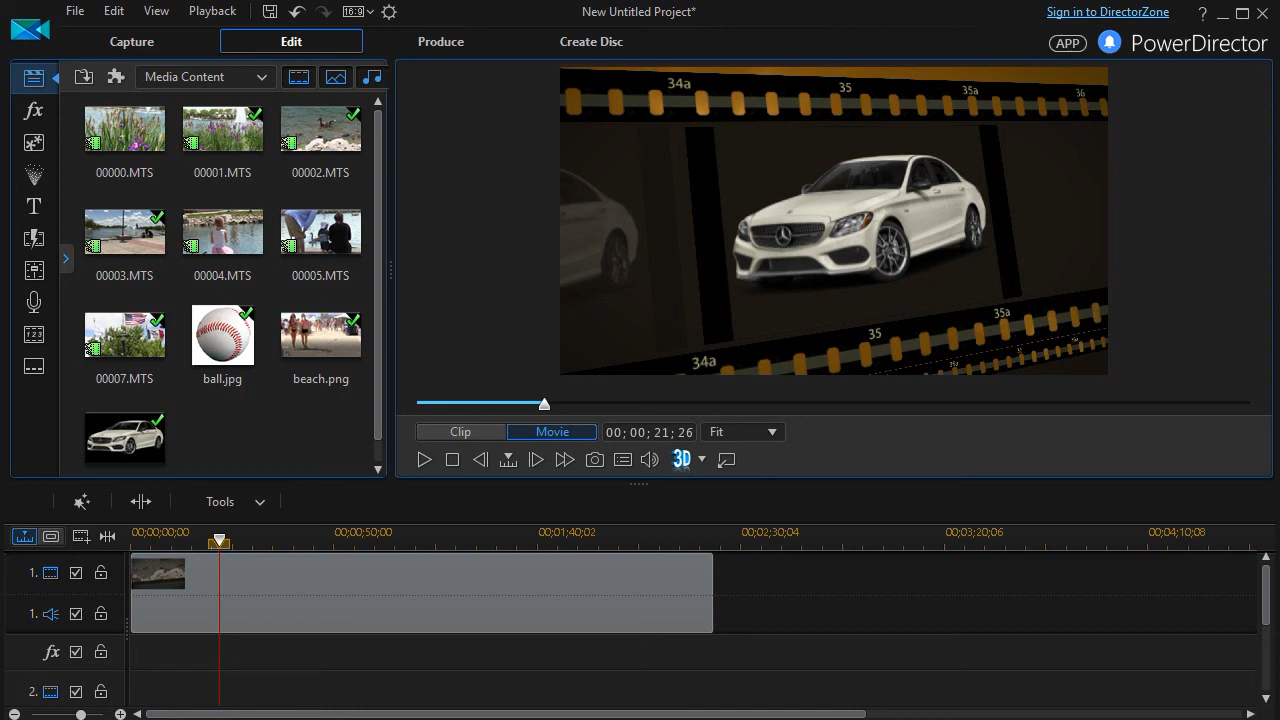 File Edit View Playback 16:9 New Untitled Project* Sign in to DirectorZone ?
Capture Edit Produce Create Disc APP PowerDirector
Media Content
fx
34a 35 35a 36
00000.MTS 00001.MTS 00002.MTS
T
00003.MTS 00004.MTS 00005.MTS
35a
35
34a
00007.MTS ball.jpg beach.png
Clip Movie 00; 00; 21; 26 Fit
3D
Tools
00;00;00;00 00;00;50;00 00;01;40;02 00;02;30;04 00;03;20;06 00;04;10;08
1.
1.
fx
2.